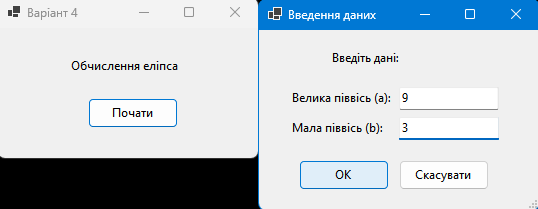 Варіант 4
Обчислення еліпса
Почати
Введення даних
Введіть дані:
Велика піввісь (a): 9
Мала піввісь (b): 3
OK Скасувати